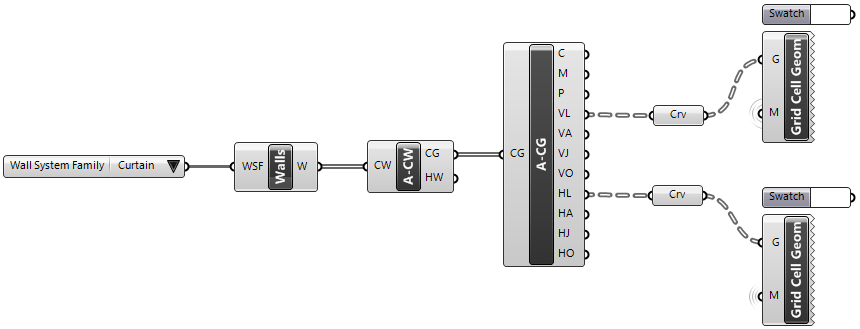 Swatch
G
M
Grid Cell Geom
Wall System Family Curtain
WSF
Walls
W
CW
A-CW
CG
HW
CG
A-CG
C
M
P
VL
VA
VJ
VO
HL
HA
HJ
HO
Crv
Crv
Swatch
G
M
Grid Cell Geom